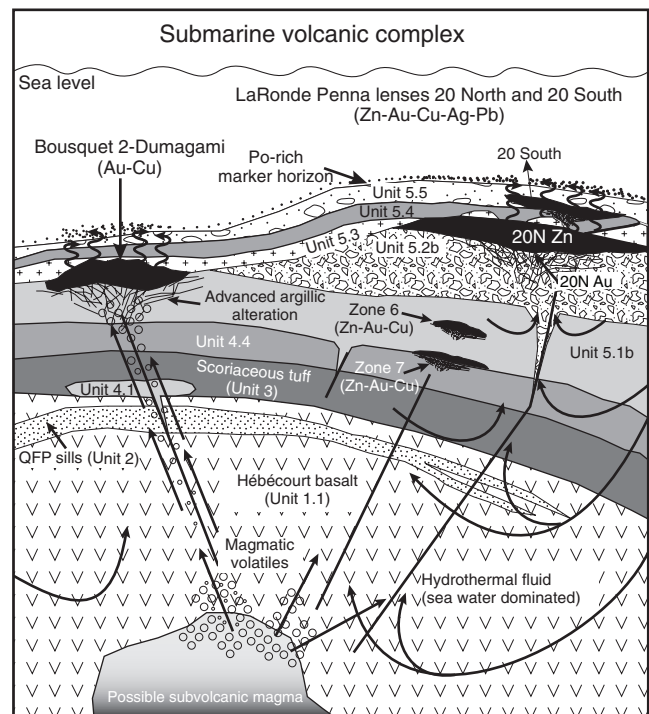 Submarine volcanic complex
Sea level
LaRonde Penna lenses 20 North and 20 South
(Zn-Au-Cu-Ag-Pb)
Bousquet 2-Dumagami
(Au-Cu)
Po-rich
marker horizon
20 South
Unit 5.5
Unit 5.4
Unit 5.3
Unit 5.2b
20N Zn
20N Au
Advanced argillic
alteration
Zone 6
(Zn-Au-Cu)
Unit 4.4
Unit 5.1b
Scoriaceous tuff
(Unit 3)
Zone 7
(Zn-Au-Cu)
Unit 4.1
QFP sills (Unit 2)
Hébécourt basalt
(Unit 1.1)
Magmatic
volatiles
Hydrothermal fluid
(sea water dominated)
Possible subvolcanic magma